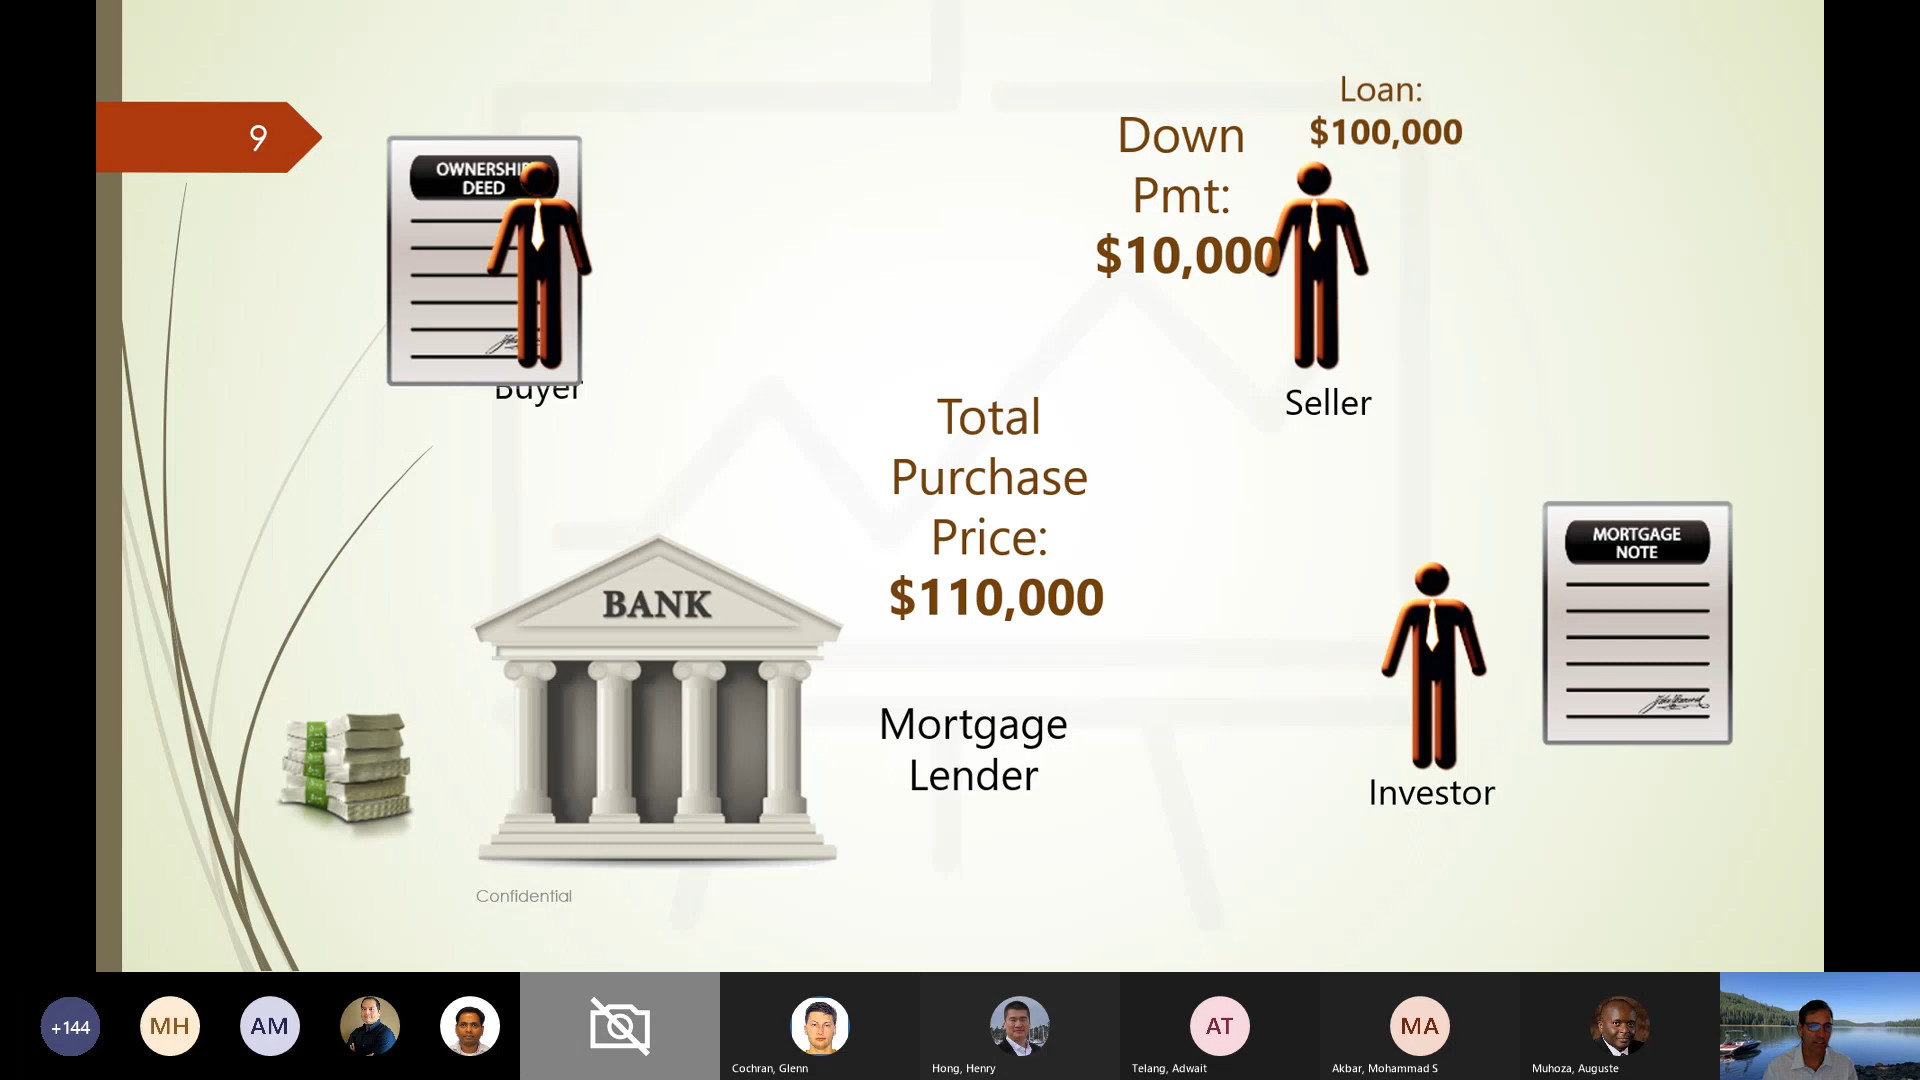 9
OWNERSHIP
DEED
Buyer
Down
Pmt:
$10,000
Loan:
$100,000
Seller
Total
Purchase
Price:
$110,000
BANK
Mortgage
Lender
MORTGAGE
NOTE
Investor
Confidential
+144
MH
AM
Cochran, Glenn
Hong, Henry
AT
Telang, Adwait
MA
Akbar, Mohammad S
Muhoza, Auguste